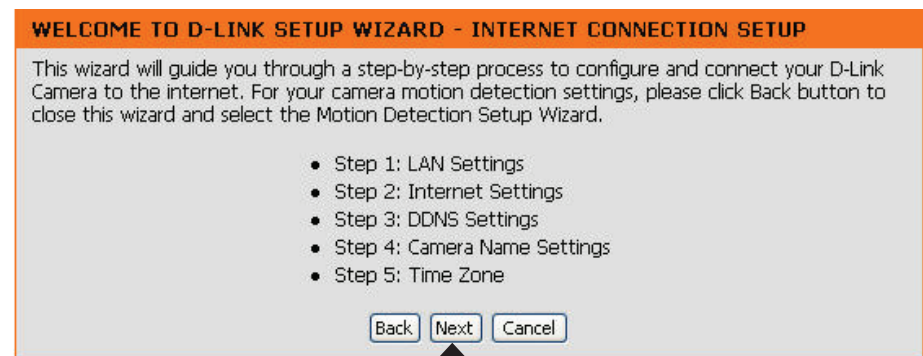 WELCOME TO D-LINK SETUP WIZARD - INTERNET CONNECTION SETUP
This wizard will guide you through a step-by-step process to configure and connect your D-Link
Camera to the internet. For your camera motion detection settings, please click Back button to
close this wizard and select the Motion Detection Setup Wizard.
• Step 1: LAN Settings
• Step 2: Internet Settings
• Step 3: DDNS Settings
• Step 4: Camera Name Settings
• Step 5: Time Zone
Back Next Cancel